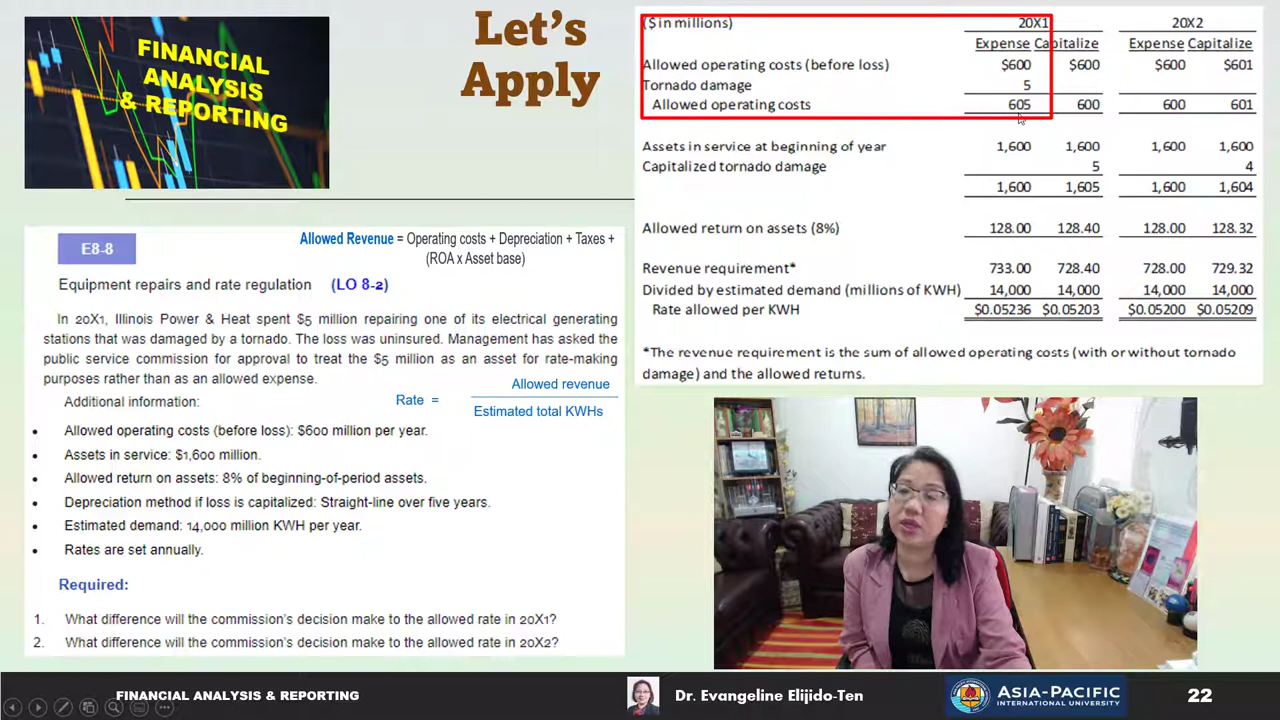 FINANCIAL
ANALYSIS
& REPORTING
Let's
Apply
E8-8
Allowed Revenue = Operating costs + Depreciation + Taxes +
(ROA x Asset base)
Equipment repairs and rate regulation (LO 8-2)
In 20X1, Illinois Power & Heat spent $5 million repairing one of its electrical generating
stations that was damaged by a tornado. The loss was uninsured. Management has asked the
public service commission for approval to treat the $5 million as an asset for rate-making
purposes rather than as an allowed expense.
Allowed revenue
Rate =
Estimated total KWHs
Additional information:
• Allowed operating costs (before loss): $600 million per year.
• Assets in service: $1,600 million.
• Allowed return on assets: 8% of beginning-of-period assets.
• Depreciation method if loss is capitalized: Straight-line over five years.
• Estimated demand: 14,000 million KWH per year.
• Rates are set annually.
Required:
1. What difference will the commission's decision make to the allowed rate in 20X1?
2. What difference will the commission's decision make to the allowed rate in 20X2?
($ in millions) 20X1 20X2
Expense Capitalize Expense Capitalize
Allowed operating costs (before loss) $600 $600 $600 $601
Tornado damage 5
Allowed operating costs 605 600 600 601
Assets in service at beginning of year 1,600 1,600 1,600 1,600
Capitalized tornado damage 5 4
1,600 1,605 1,600 1,604
Allowed return on assets (8%) 128.00 128.40 128.00 128.32
Revenue requirement* 733.00 728.40 728.00 729.32
Divided by estimated demand (millions of KWH) 14,000 14,000 14,000 14,000
Rate allowed per KWH $0.05236 $0.05203 $0.05200 $0.05209
*The revenue requirement is the sum of allowed operating costs (with or without tornado
damage) and the allowed returns.
FINANCIAL ANALYSIS & REPORTING
Dr. Evangeline Elijido-Ten
ASIA-PACIFIC
INTERNATIONAL UNIVERSITY
22